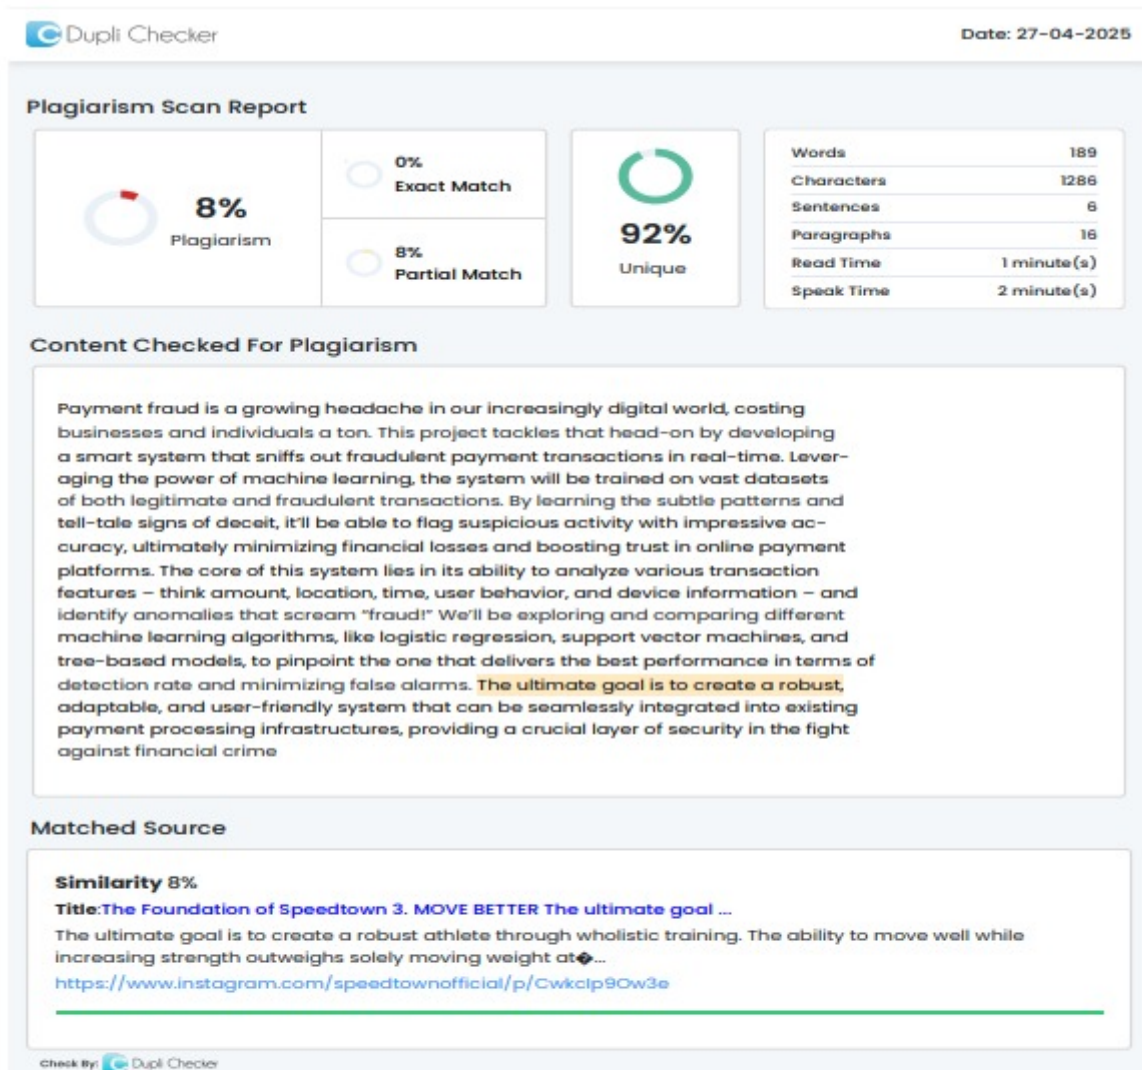 Dupli Checker
Date: 27-04-2025
Plagiarism Scan Report
8%
Plagiarism
0%
Exact Match
8%
Partial Match
92%
Unique
Words 189
Characters 1286
Sentences 6
Paragraphs 16
Read Time 1 minute(s)
Speak Time 2 minute(s)
Content Checked For Plagiarism
Payment fraud is a growing headache in our increasingly digital world, costing
businesses and individuals a ton. This project tackles that head-on by developing
a smart system that sniffs out fraudulent payment transactions in real-time. Lever-
aging the power of machine learning, the system will be trained on vast datasets
of both legitimate and fraudulent transactions. By learning the subtle patterns and
tell-tale signs of deceit, it'll be able to flag suspicious activity with impressive ac-
curacy, ultimately minimizing financial losses and boosting trust in online payment
platforms. The core of this system lies in its ability to analyze various transaction
features – think amount, location, time, user behavior, and device information – and
identify anomalies that scream "fraud!" We'll be exploring and comparing different
machine learning algorithms, like logistic regression, support vector machines, and
tree-based models, to pinpoint the one that delivers the best performance in terms of
detection rate and minimizing false alarms. The ultimate goal is to create a robust,
adaptable, and user-friendly system that can be seamlessly integrated into existing
payment processing infrastructures, providing a crucial layer of security in the fight
against financial crime
Matched Source
Similarity 8%
Title:The Foundation of Speedtown 3. MOVE BETTER The ultimate goal ...
The ultimate goal is to create a robust athlete through wholistic training. The ability to move well while
increasing strength outweighs solely moving weight at�...
https://www.instagram.com/speedtownofficial/p/Cwkclp9Ow3e
Check By: Dupli Checker